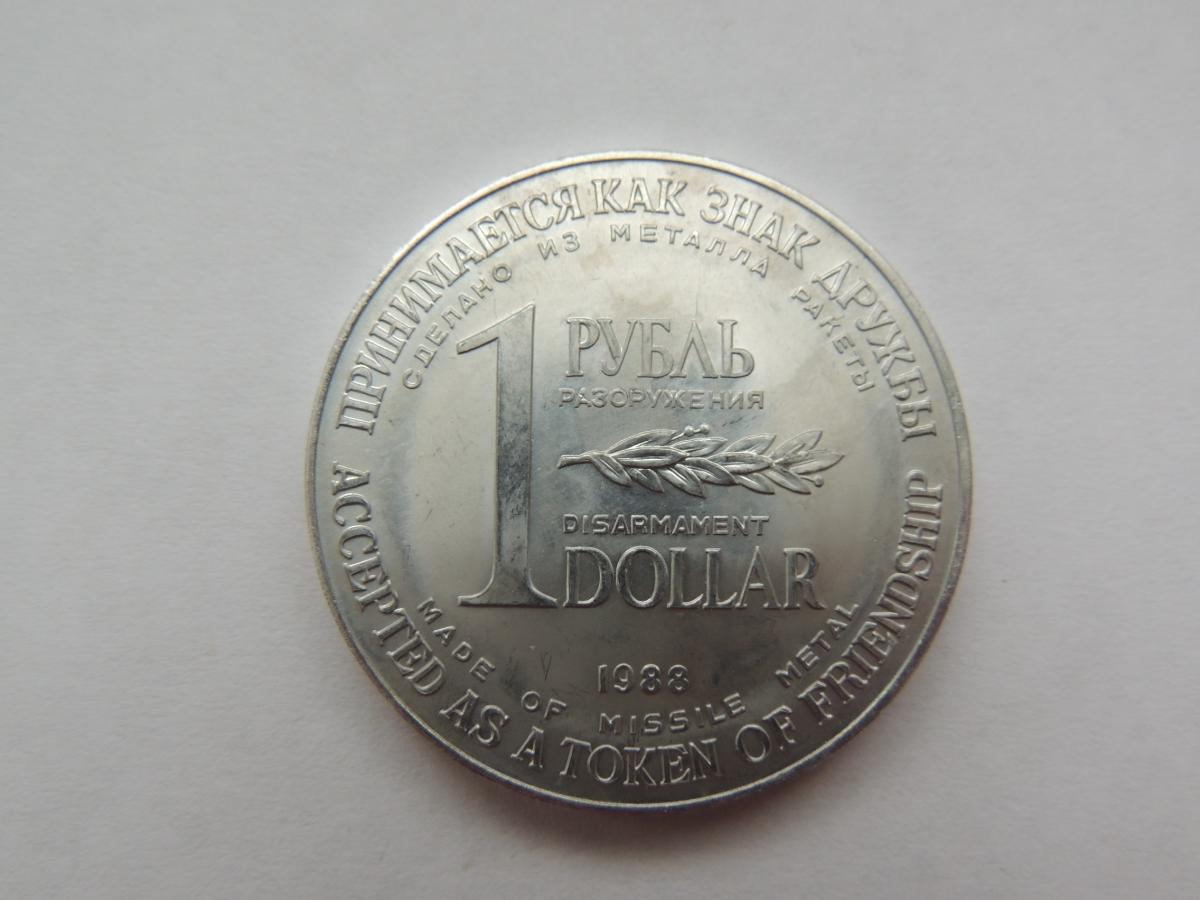 ПРИНИМАЕТСЯ КАК ЗНАК ДРУЖБЫ
СДЕЛАНО ИЗ МЕТАЛЛА РАКЕТЫ
1
РУБЛЬ
РАЗОРУЖЕНИЯ
DISARMAMENT
DOLLAR
1988
MADE OF MISSILE METAL
ACCEPTED AS A TOKEN OF FRIENDSHIP